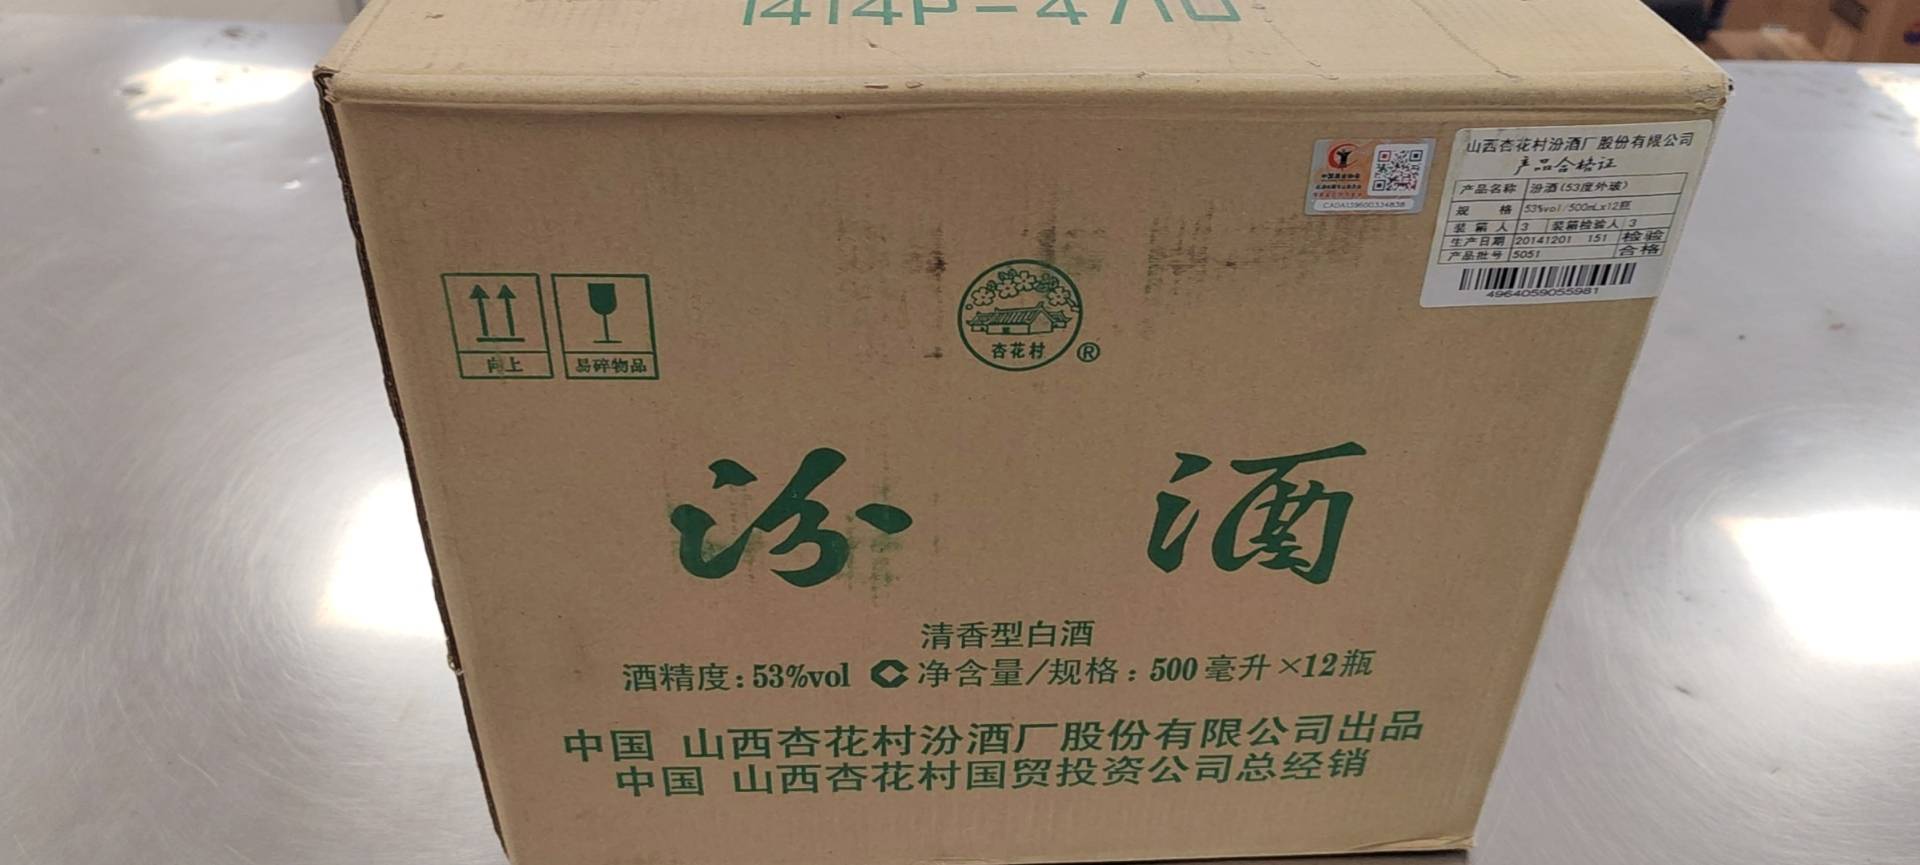 向上
易碎物品
杏花村
®
山西杏花村汾酒厂股份有限公司
产品合格证
产品名称 汾酒(53度外玻)
规 格 53%vol/500mLx12瓶
装箱人 3 装箱检验人 3
生产日期 20141201 151 检验
产品批号 5051 合格
4964059055981
汾 酒
清香型白酒
酒精度:53%vol 净含量/规格:500毫升×12瓶
中国 山西杏花村汾酒厂股份有限公司出品
中国 山西杏花村国贸投资公司总经销